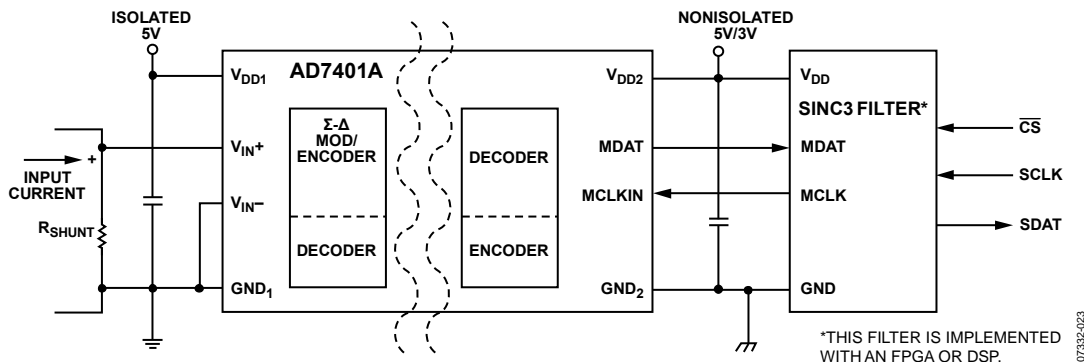 ISOLATED
5V
NONISOLATED
5V/3V
AD7401A
VDD1
VIN+
VIN–
GND1
Σ-Δ
MOD/
ENCODER
DECODER
DECODER
ENCODER
VDD2
MDAT
MCLKIN
GND2
VDD
SINC3 FILTER*
MDAT
MCLK
GND
CS
SCLK
SDAT
+
INPUT
CURRENT
RSHUNT
*THIS FILTER IS IMPLEMENTED
WITH AN FPGA OR DSP.
07332-023